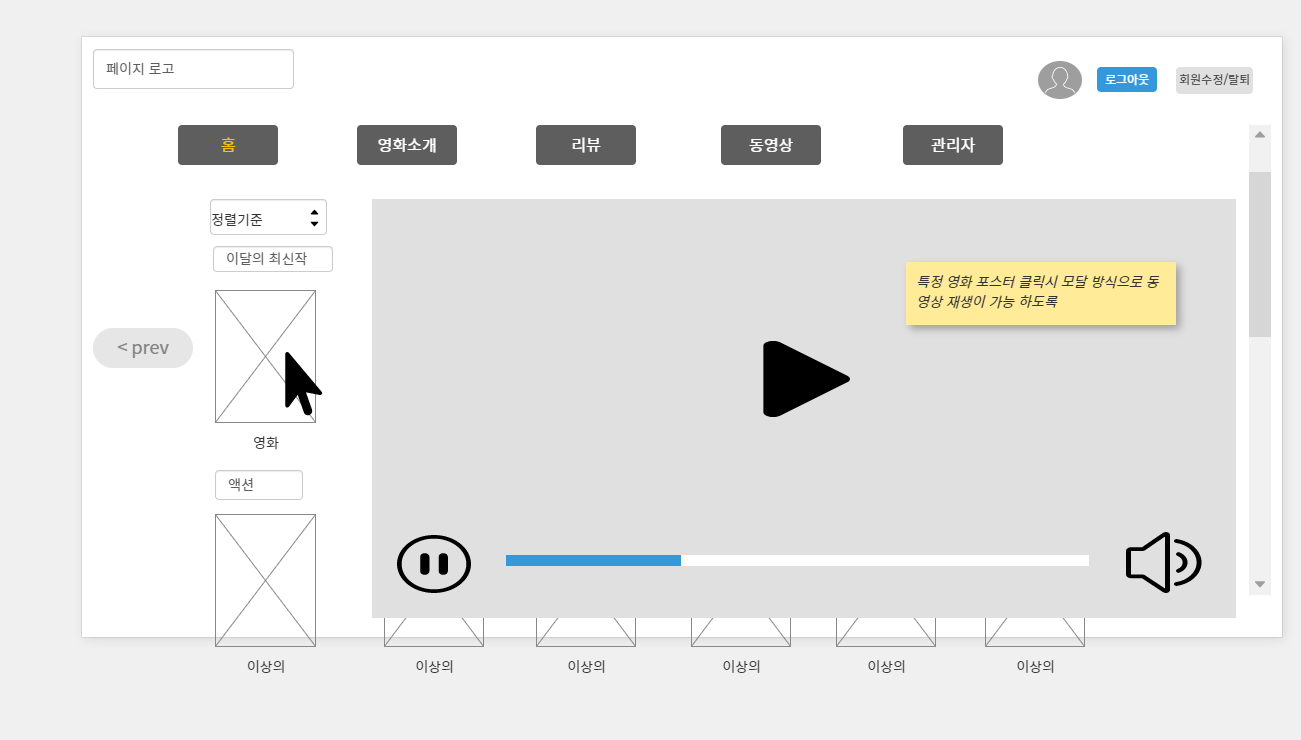 페이지 로고
로그아웃
회원수정/탈퇴
홈
영화소개
리뷰
동영상
관리자
정렬기준
이달의 최신작
특정 영화 포스터 클릭시 모달 방식으로 동
영상 재생이 가능 하도록
< prev
영화
액션
이상의
이상의
이상의
이상의
이상의
이상의